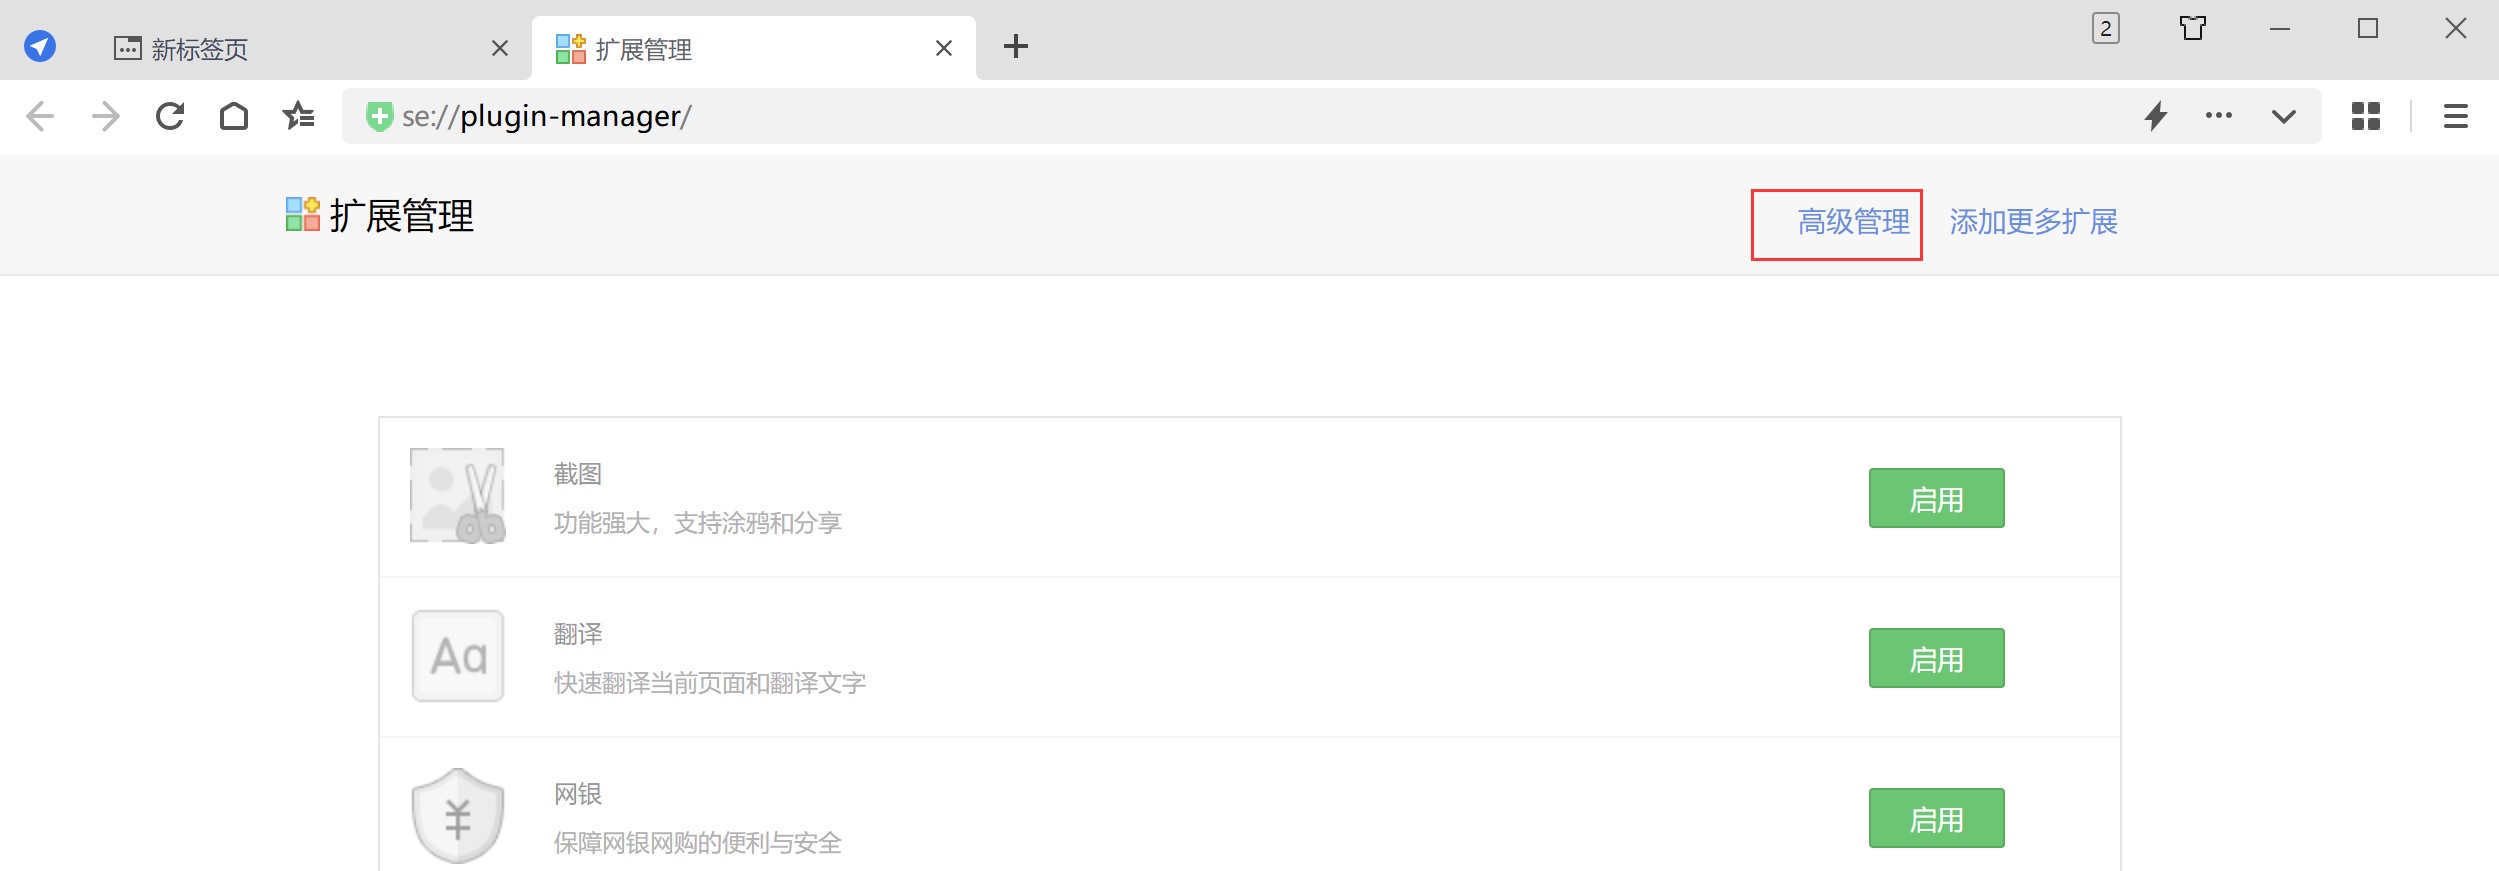 新标签页
扩展管理
2
se://plugin-manager/
扩展管理
高级管理
添加更多扩展
截图
功能强大，支持涂鸦和分享
启用
Aa
翻译
快速翻译当前页面和翻译文字
启用
¥
网银
保障网银网购的便利与安全
启用